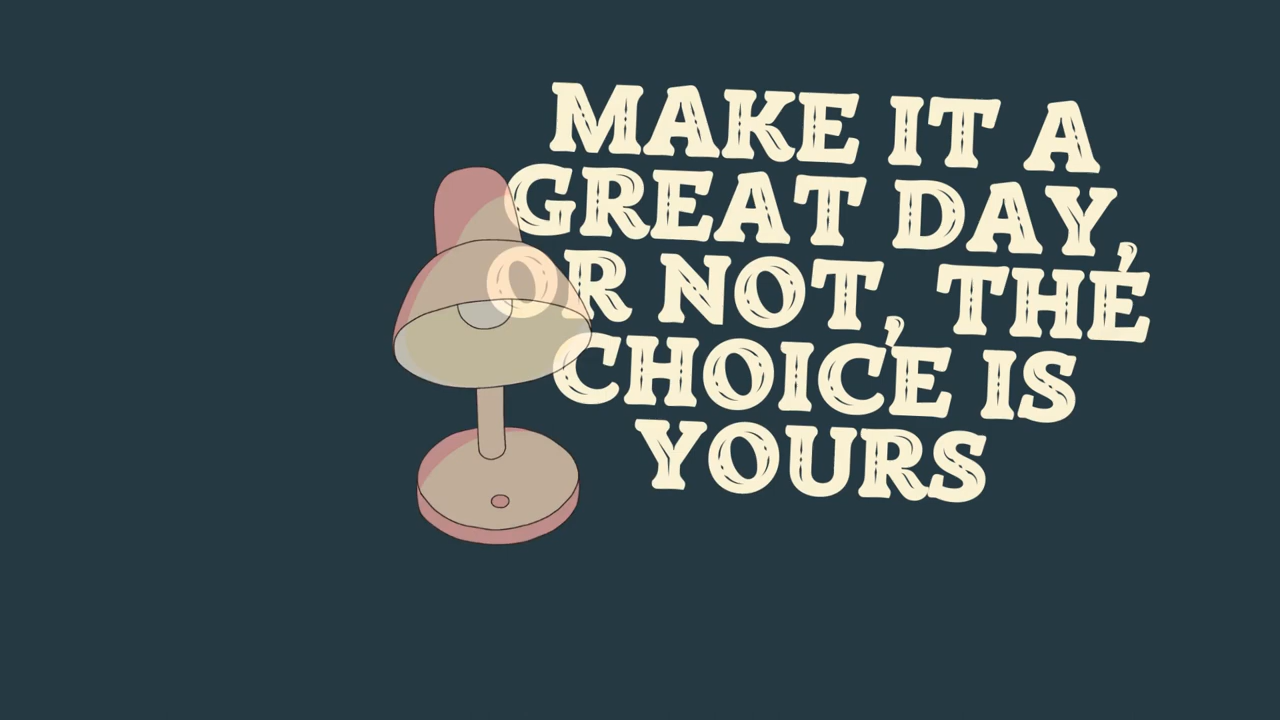 MAKE IT A
GREAT DAY,
OR NOT, THE
CHOICE IS
YOURS